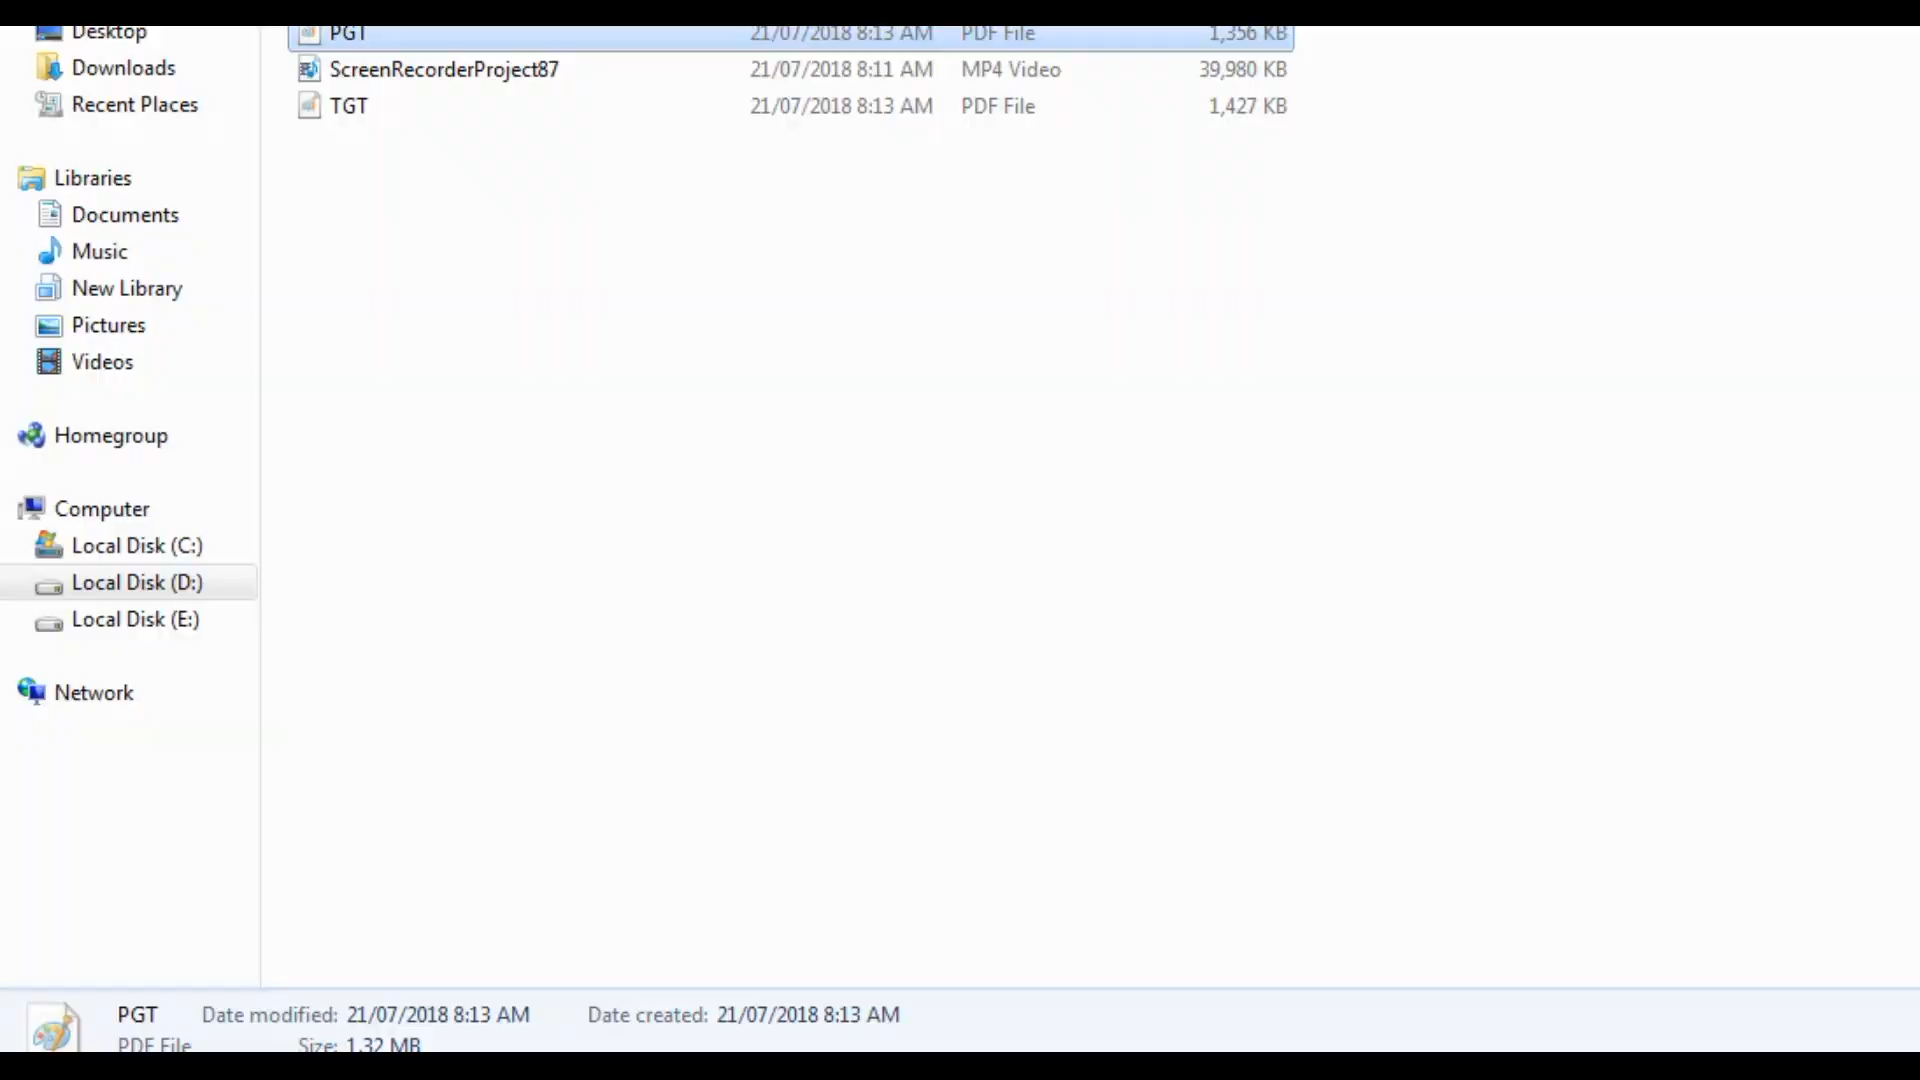 Desktop
PGT 21/07/2018 8:13 AM PDF File 1,356 KB
Downloads
ScreenRecorderProject87 21/07/2018 8:11 AM MP4 Video 39,980 KB
Recent Places
TGT 21/07/2018 8:13 AM PDF File 1,427 KB
Libraries
Documents
Music
New Library
Pictures
Videos
Homegroup
Computer
Local Disk (C:)
Local Disk (D:)
Local Disk (E:)
Network
PGT Date modified: 21/07/2018 8:13 AM Date created: 21/07/2018 8:13 AM
PDF File Size: 1.32 MB